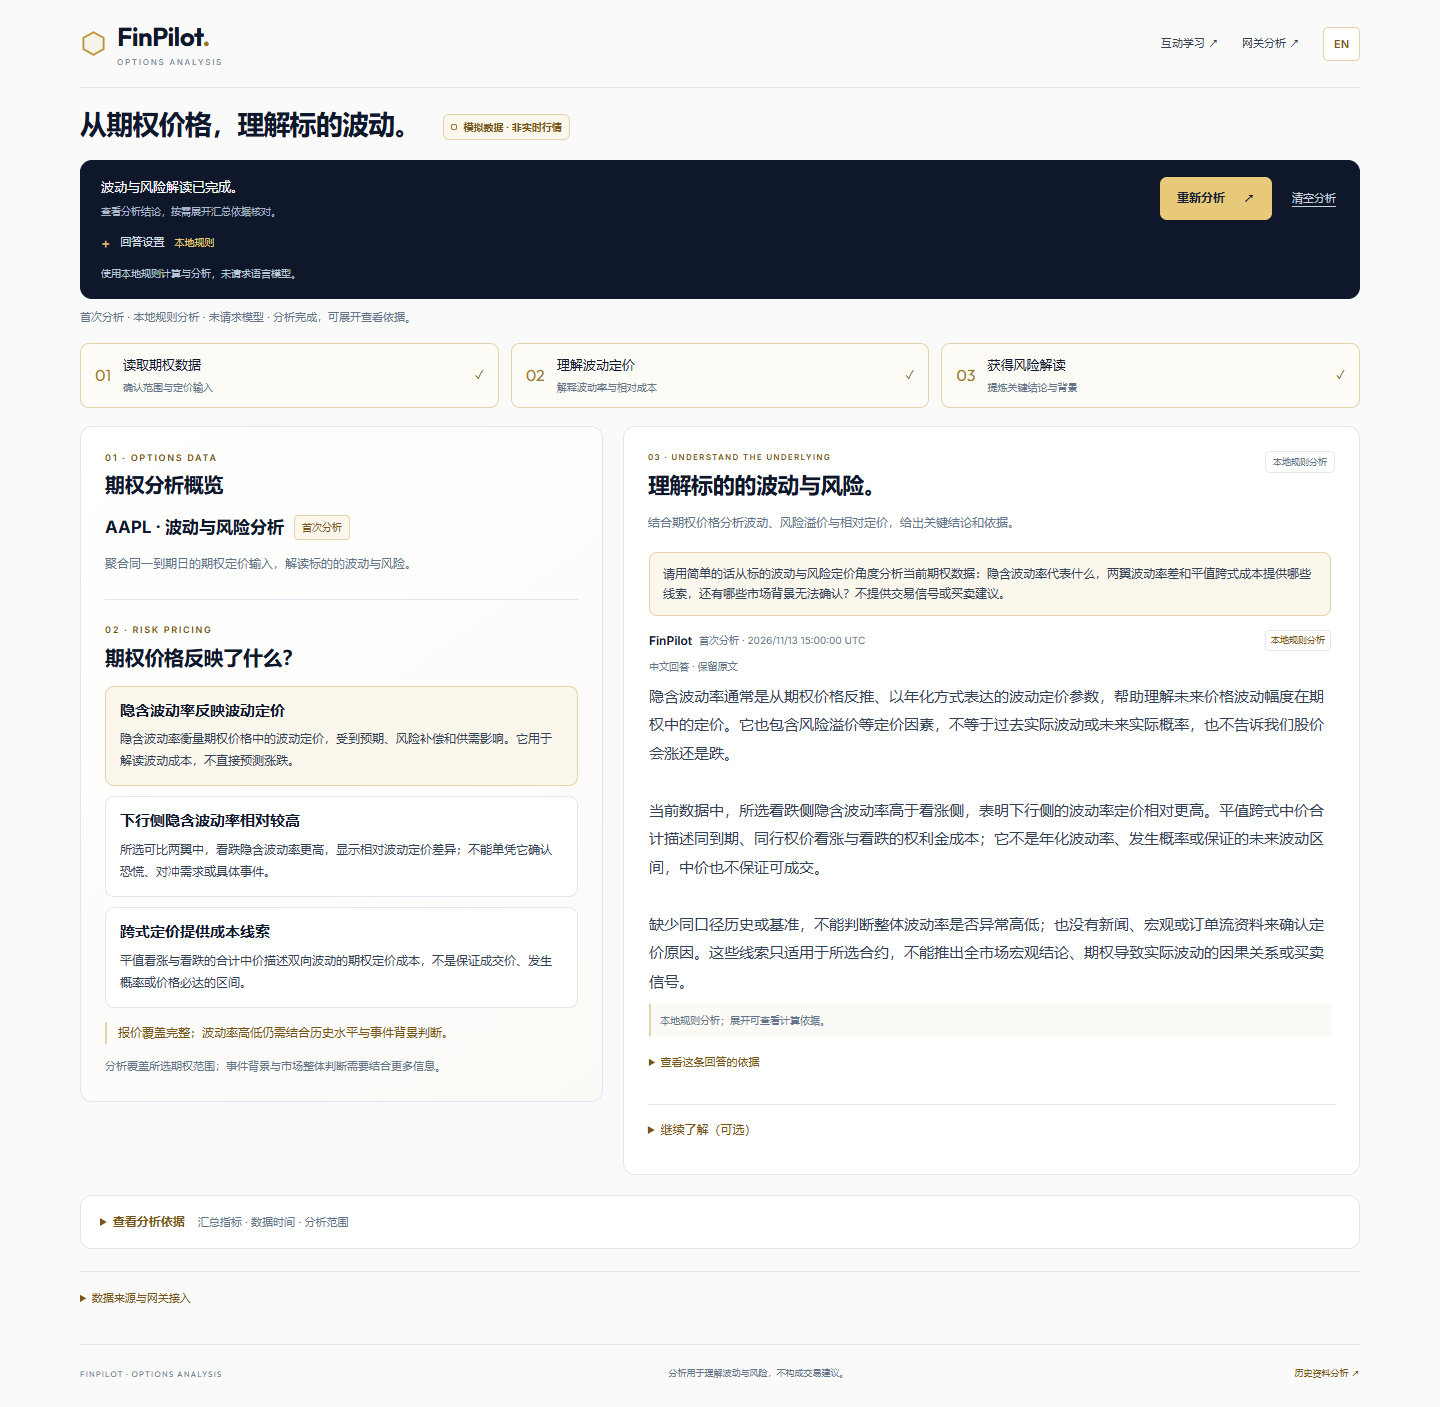 FinPilot.
OPTIONS ANALYSIS
互动学习 ↗
网关分析 ↗
EN
从期权价格，理解标的波动。
模拟数据 · 非实时行情
波动与风险解读已完成。
查看分析结论，按需展开汇总依据核对。
+ 回答设置 本地规则
使用本地规则计算与分析，未请求语言模型。
重新分析 ↗
清空分析
首次分析 · 本地规则分析 · 未请求模型 · 分析完成，可展开查看依据。
01 读取期权数据 ✓
确认范围与定价输入
02 理解波动定价 ✓
解释波动率与相对成本
03 获得风险解读 ✓
提炼关键结论与背景
01 · OPTIONS DATA
期权分析概览
AAPL · 波动与风险分析 首次分析
聚合同一到期日的期权定价输入，解读标的的波动与风险。
02 · RISK PRICING
期权价格反映了什么？
隐含波动率反映波动定价
隐含波动率衡量期权价格中的波动定价，受到预期、风险补偿和供需影响。它用于
解读波动成本，不直接预测涨跌。
下行侧隐含波动率相对较高
所选可比两翼中，看跌隐含波动率更高，显示相对波动定价差异；不能单凭它确认
恐慌、对冲需求或具体事件。
跨式定价提供成本线索
平值看涨与看跌的合计中价描述双向波动的期权定价成本，不是保证成交价、发生
概率或价格必达的区间。
报价覆盖完整；波动率高低仍需结合历史水平与事件背景判断。
分析覆盖所选期权范围；事件背景与市场整体判断需要结合更多信息。
03 · UNDERSTAND THE UNDERLYING
本地规则分析
理解标的的波动与风险。
结合期权价格分析波动、风险溢价与相对定价，给出关键结论和依据。
请用简单的话从标的波动与风险定价角度分析当前期权数据：隐含波动率代表什么，两翼波动率差和平值跨式成本提供哪些
线索，还有哪些市场背景无法确认？不提供交易信号或买卖建议。
FinPilot 首次分析 · 2026/11/13 15:00:00 UTC
本地规则分析
中文回答 · 保留原文
隐含波动率通常是从期权价格反推、以年化方式表达的波动定价参数，帮助理解未来价格波动幅度在期
权中的定价。它也包含风险溢价等定价因素，不等于过去实际波动或未来实际概率，也不告诉我们股价
会涨还是跌。
当前数据中，所选看跌侧隐含波动率高于看涨侧，表明下行侧的波动率定价相对更高。平值跨式中价合
计描述同到期、同行权价看涨与看跌的权利金成本；它不是年化波动率、发生概率或保证的未来波动区
间，中价也不保证可成交。
缺少同口径历史或基准，不能判断整体波动率是否异常高低；也没有新闻、宏观或订单流资料来确认定
价原因。这些线索只适用于所选合约，不能推出全市场宏观结论、期权导致实际波动的因果关系或买卖
信号。
本地规则分析；展开可查看计算依据。
▶ 查看这条回答的依据
▶ 继续了解（可选）
▶ 查看分析依据 汇总指标 · 数据时间 · 分析范围
▶ 数据来源与网关接入
FINPILOT · OPTIONS ANALYSIS
分析用于理解波动与风险，不构成交易建议。
历史资料分析 ↗